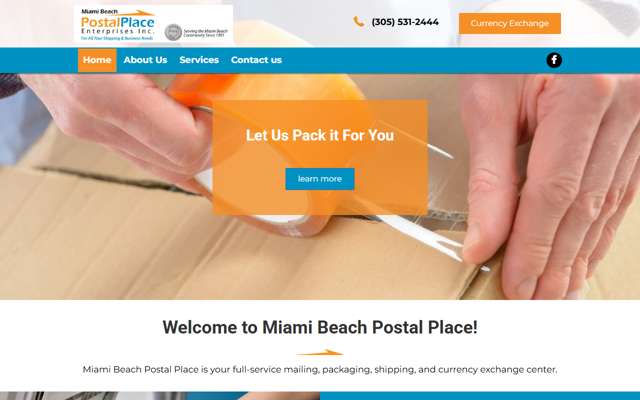 Miami Beach
PostalPlace
Enterprises Inc.
For All Your Shipping & Business Needs
Serving the Miami Beach
Community Since 1991
(305) 531-2444
Currency Exchange
Home
About Us
Services
Contact us
Let Us Pack it For You
learn more
Welcome to Miami Beach Postal Place!
Miami Beach Postal Place is your full-service mailing, packaging, shipping, and currency exchange center.